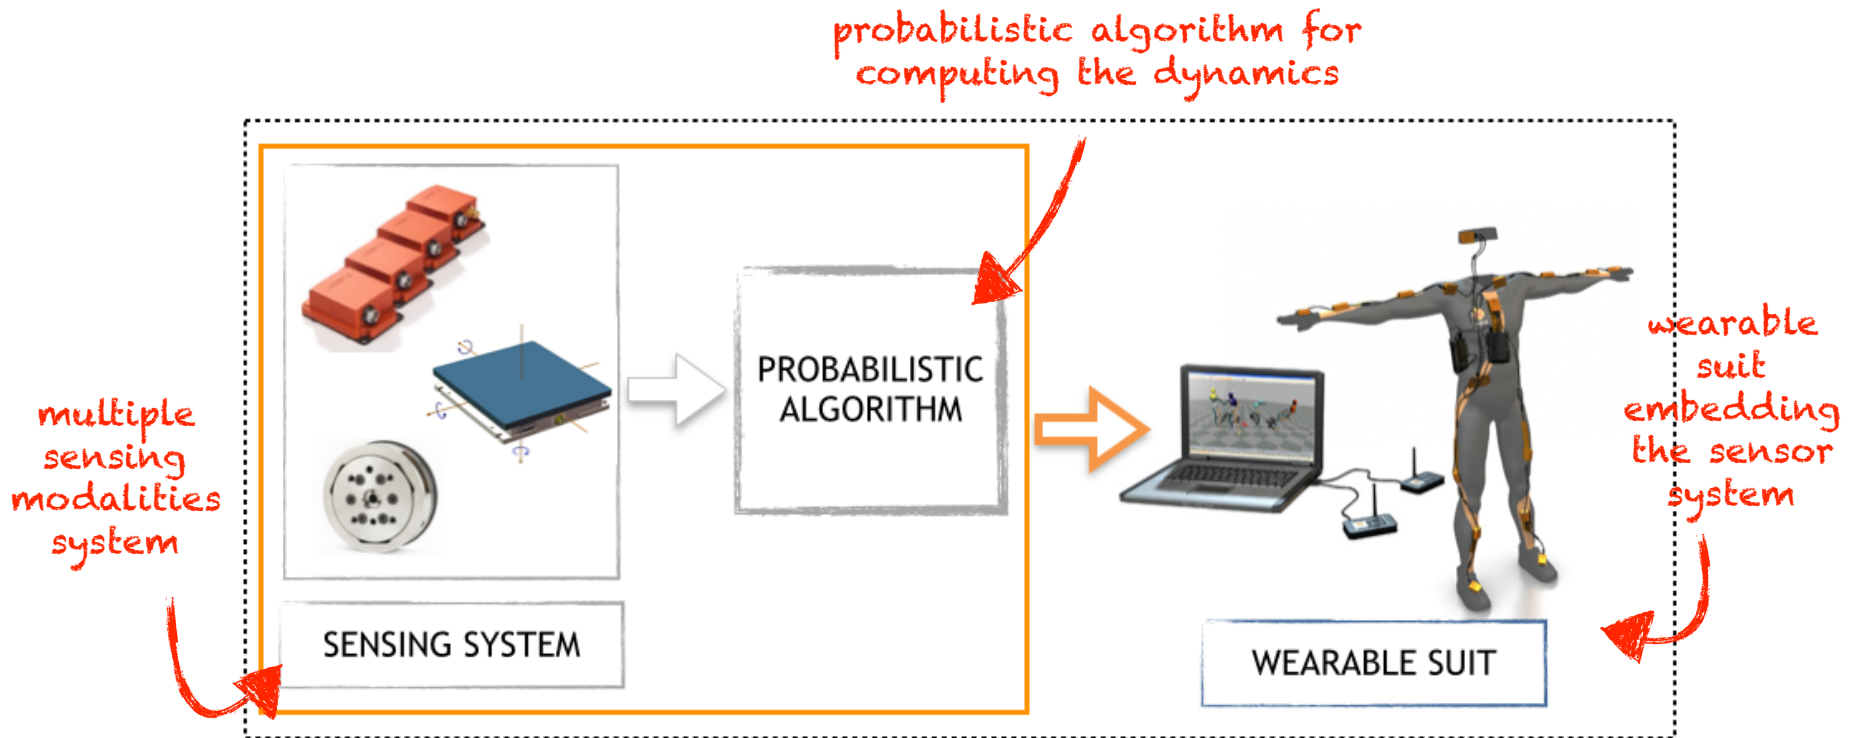 probabilistic algorithm for
computing the dynamics
multiple
sensing
modalities
system
SENSING SYSTEM
PROBABILISTIC
ALGORITHM
wearable
suit
embedding
the sensor
system
WEARABLE SUIT